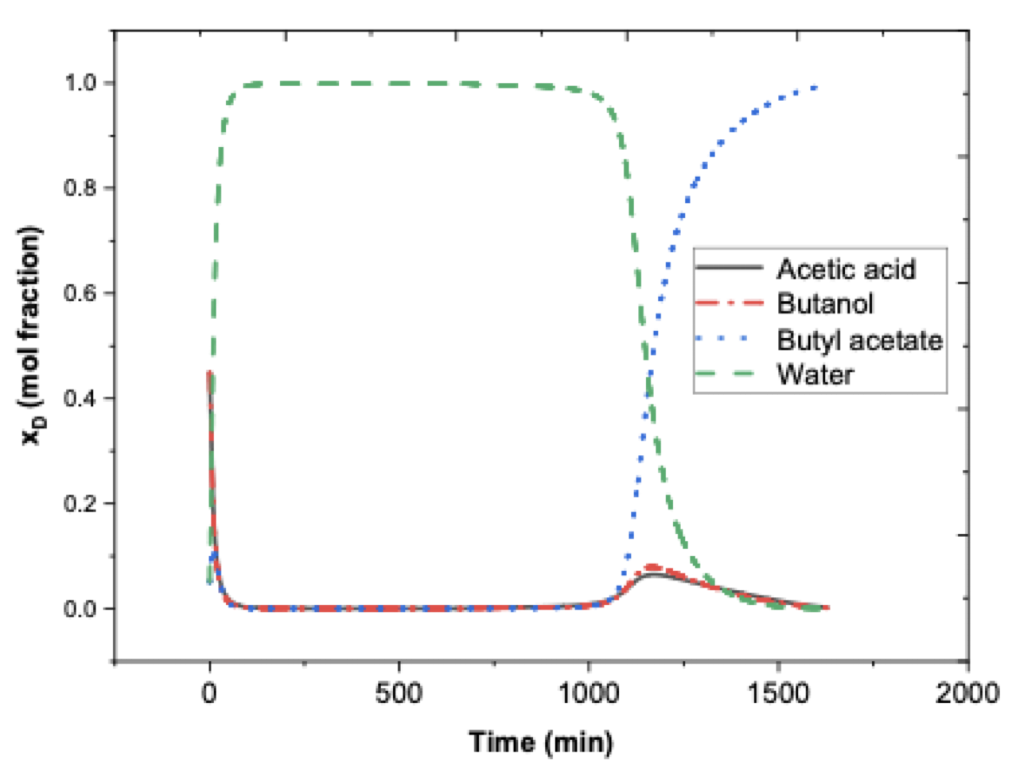 1.0
0.8
0.6
0.4
0.2
0.0
x_D (mol fraction)
Acetic acid
Butanol
Butyl acetate
Water
0 500 1000 1500 2000
Time (min)